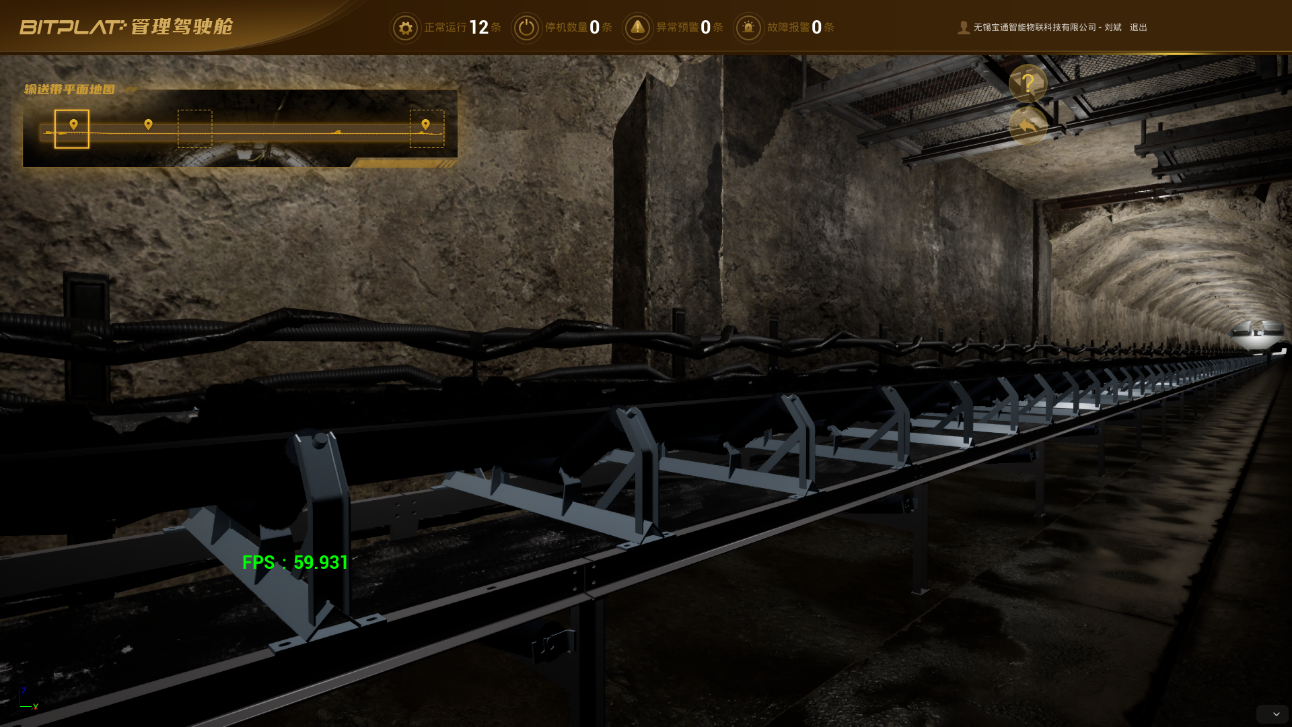 BITPLAT 管理驾驶舱
正常运行 12 条 停机数量 0 条 异常预警 0 条 故障报警 0 条
无锡宝通智能物联科技有限公司 - 刘斌 退出
输送带平面地图
?
FPS : 59.931
Z
Y